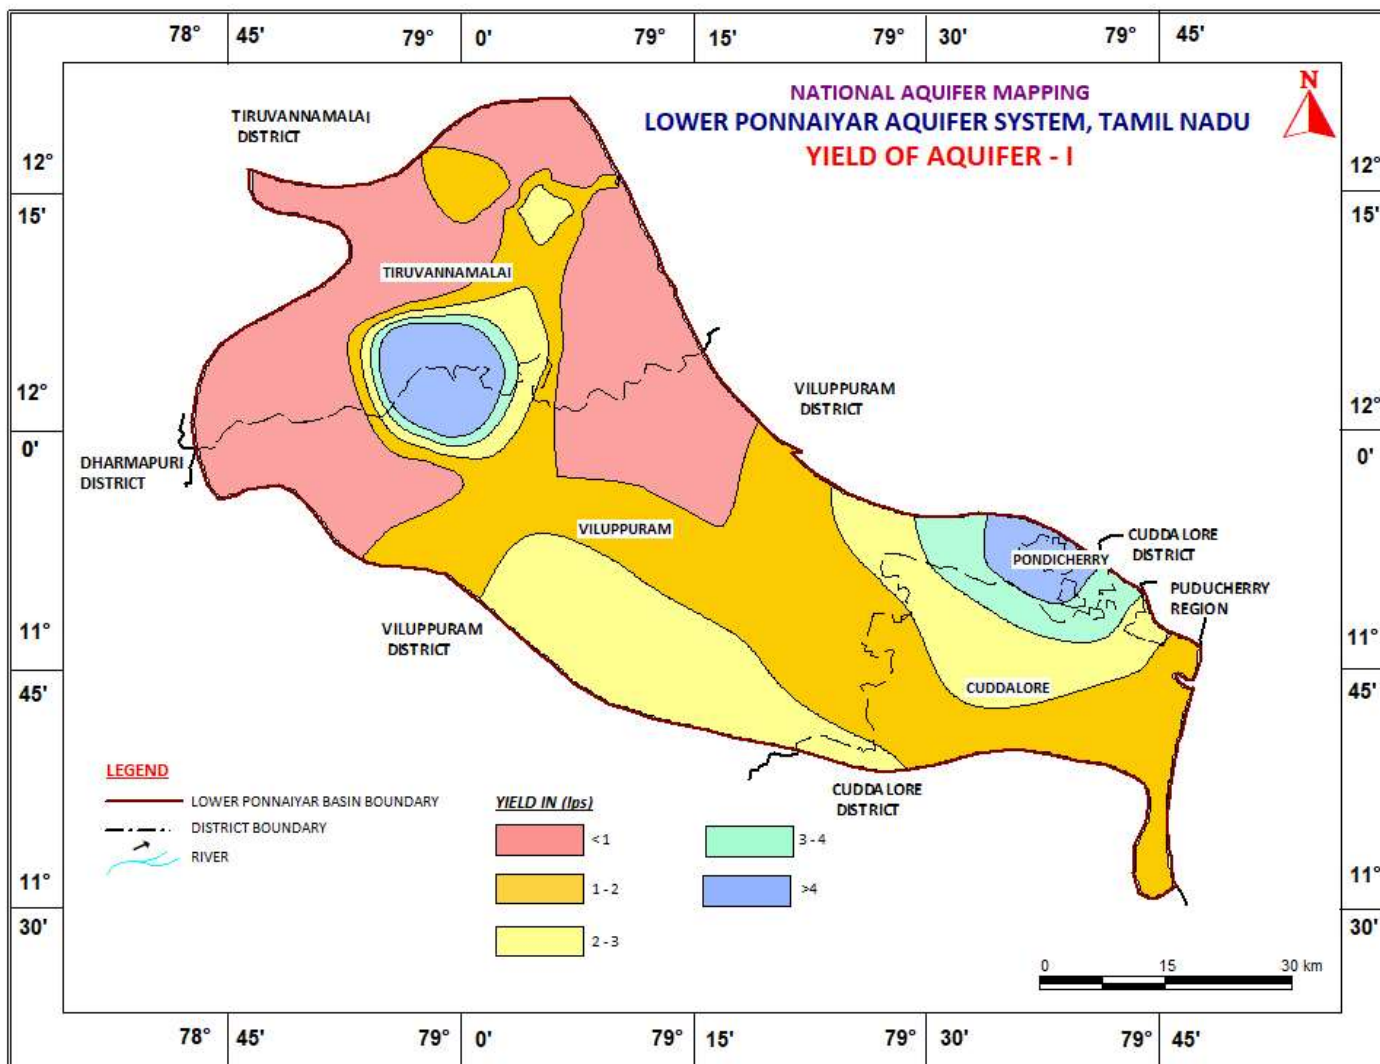 78° 45' 79° 0' 79° 15' 79° 30' 79° 45'
NATIONAL AQUIFER MAPPING
LOWER PONNAIYAR AQUIFER SYSTEM, TAMIL NADU
YIELD OF AQUIFER - I
N
TIRUVANNAMALAI
DISTRICT
12°
15'
12°
15'
TIRUVANNAMALAI
12°
0'
12°
0'
VILUPPURAM
DISTRICT
DHARMAPURI
DISTRICT
VILUPPURAM
PONDICHERRY
CUDDALORE
DISTRICT
PUDUCHERRY
REGION
VILUPPURAM
DISTRICT
11°
45'
11°
45'
CUDDALORE
CUDDALORE
DISTRICT
LEGEND
LOWER PONNAIYAR BASIN BOUNDARY
DISTRICT BOUNDARY
RIVER
YIELD IN (lps)
<1
1 - 2
2 - 3
3 - 4
>4
11°
30'
11°
30'
0 15 30 km
78° 45' 79° 0' 79° 15' 79° 30' 79° 45'